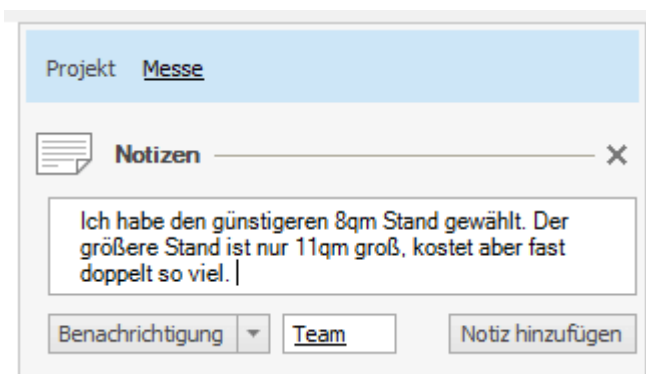 Projekt Messe
Notizen
Ich habe den günstigeren 8qm Stand gewählt. Der
größere Stand ist nur 11qm groß, kostet aber fast
doppelt so viel.
Benachrichtigung Team Notiz hinzufügen